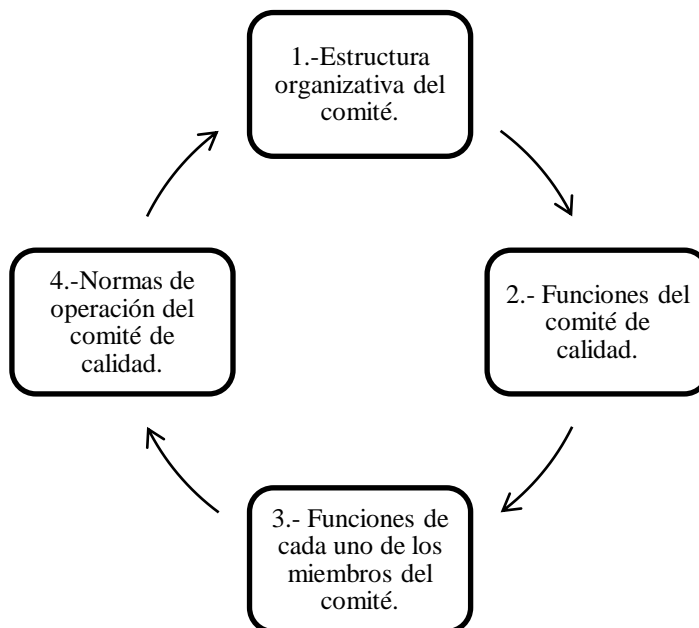 1.-Estructura
organizativa del
comité.
2.- Funciones del
comité de
calidad.
3.- Funciones de
cada uno de los
miembros del
comité.
4.-Normas de
operación del
comité de
calidad.